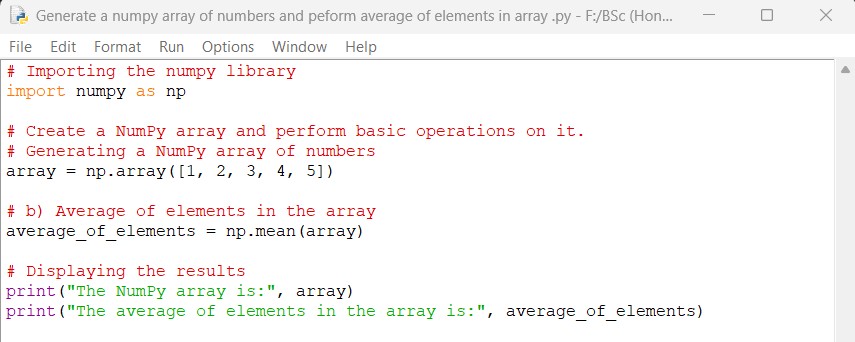 Generate a numpy array of numbers and peform average of elements in array .py - F:/BSc (Hon...
File Edit Format Run Options Window Help
# Importing the numpy library
import numpy as np
# Create a NumPy array and perform basic operations on it.
# Generating a NumPy array of numbers
array = np.array([1, 2, 3, 4, 5])
# b) Average of elements in the array
average_of_elements = np.mean(array)
# Displaying the results
print("The NumPy array is:", array)
print("The average of elements in the array is:", average_of_elements)